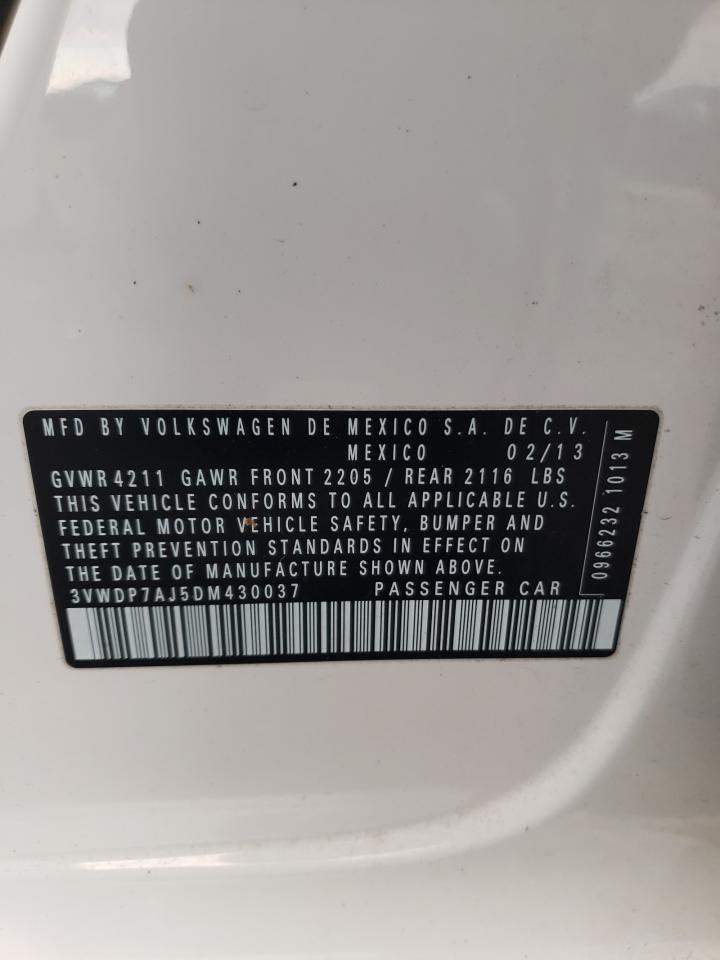 MFD BY VOLKSWAGEN DE MEXICO S.A. DE C.V.
MEXICO 02/13
GVWR 4211 GAWR FRONT 2205 / REAR 2116 LBS
THIS VEHICLE CONFORMS TO ALL APPLICABLE U.S.
FEDERAL MOTOR VEHICLE SAFETY, BUMPER AND
THEFT PREVENTION STANDARDS IN EFFECT ON
THE DATE OF MANUFACTURE SHOWN ABOVE.
3VWDP7AJ5DM430037 PASSENGER CAR
0966232 1013 M